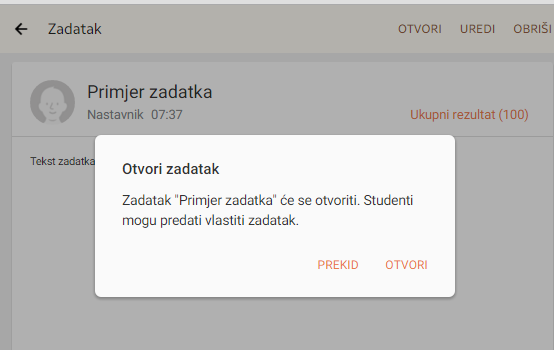 Zadatak OTVORI UREDI OBRIŠI
Primjer zadatka
Nastavnik 07:37 Ukupni rezultat (100)
Tekst zadatka
Otvori zadatak
Zadatak "Primjer zadatka" će se otvoriti. Studenti
mogu predati vlastiti zadatak.
PREKID OTVORI